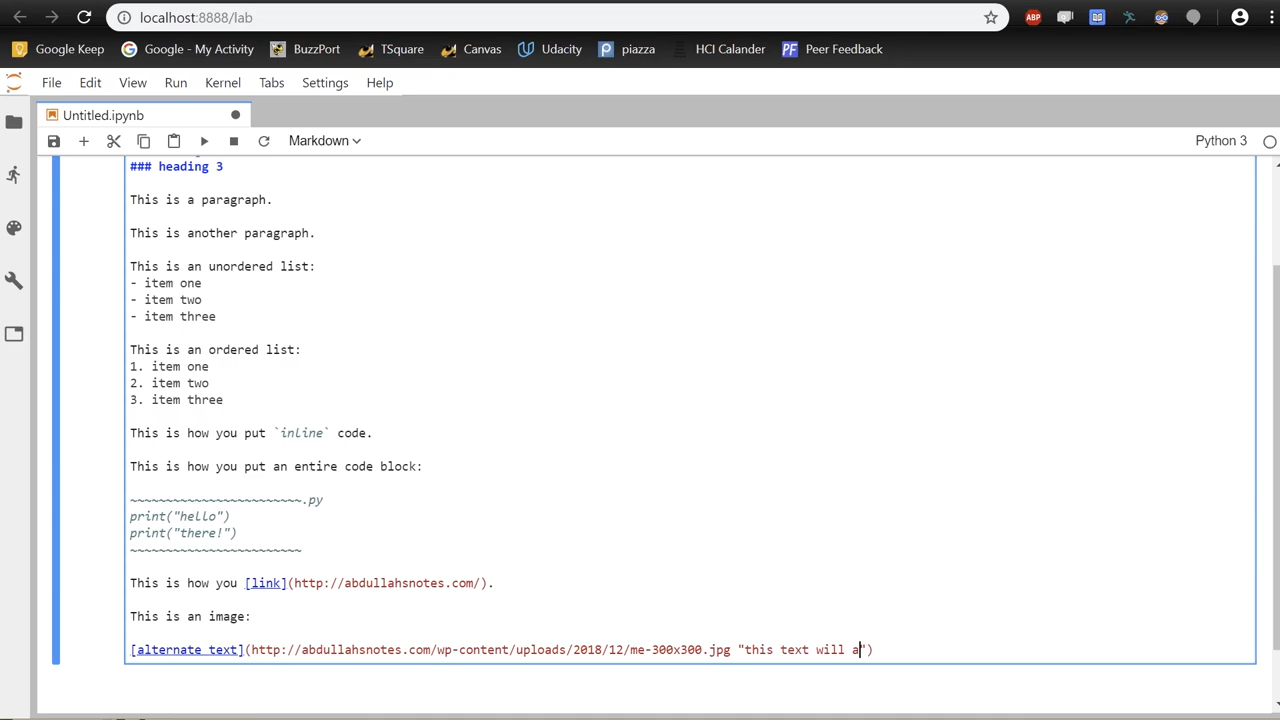 localhost:8888/lab
ABP
Google Keep
Google - My Activity
BuzzPort
TSquare
Canvas
Udacity
piazza
HCI Calander
PF
Peer Feedback
File Edit View Run Kernel Tabs Settings Help
Untitled.ipynb
Markdown
Python 3
### heading 3
This is a paragraph.
This is another paragraph.
This is an unordered list:
- item one
- item two
- item three
This is an ordered list:
1. item one
2. item two
3. item three
This is how you put `inline` code.
This is how you put an entire code block:
~~~~~~~~~~~~~~~~~~~~~~~~.py
print("hello")
print("there!")
~~~~~~~~~~~~~~~~~~~~~~~~
This is how you [link](http://abdullahsnotes.com/).
This is an image:
[alternate text](http://abdullahsnotes.com/wp-content/uploads/2018/12/me-300x300.jpg "this text will a")